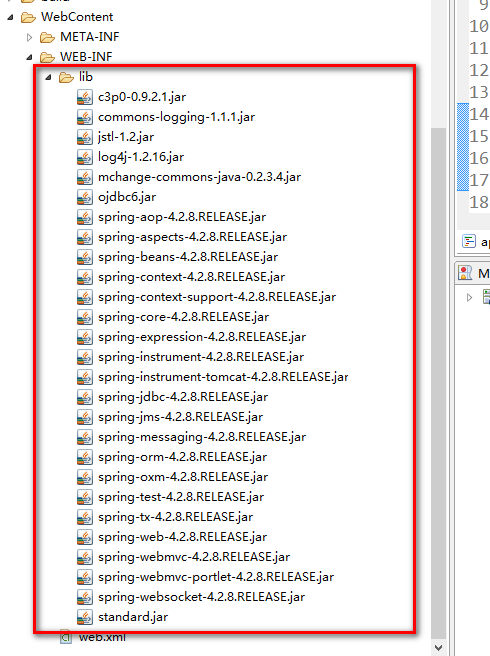 WebContent
META-INF
WEB-INF
lib
c3p0-0.9.2.1.jar
commons-logging-1.1.1.jar
jstl-1.2.jar
log4j-1.2.16.jar
mchange-commons-java-0.2.3.4.jar
ojdbc6.jar
spring-aop-4.2.8.RELEASE.jar
spring-aspects-4.2.8.RELEASE.jar
spring-beans-4.2.8.RELEASE.jar
spring-context-4.2.8.RELEASE.jar
spring-context-support-4.2.8.RELEASE.jar
spring-core-4.2.8.RELEASE.jar
spring-expression-4.2.8.RELEASE.jar
spring-instrument-4.2.8.RELEASE.jar
spring-instrument-tomcat-4.2.8.RELEASE.jar
spring-jdbc-4.2.8.RELEASE.jar
spring-jms-4.2.8.RELEASE.jar
spring-messaging-4.2.8.RELEASE.jar
spring-orm-4.2.8.RELEASE.jar
spring-oxm-4.2.8.RELEASE.jar
spring-test-4.2.8.RELEASE.jar
spring-tx-4.2.8.RELEASE.jar
spring-web-4.2.8.RELEASE.jar
spring-webmvc-4.2.8.RELEASE.jar
spring-webmvc-portlet-4.2.8.RELEASE.jar
spring-websocket-4.2.8.RELEASE.jar
standard.jar
web.xml
9
10
11
12
13
14
15
16
17
18
ap
M